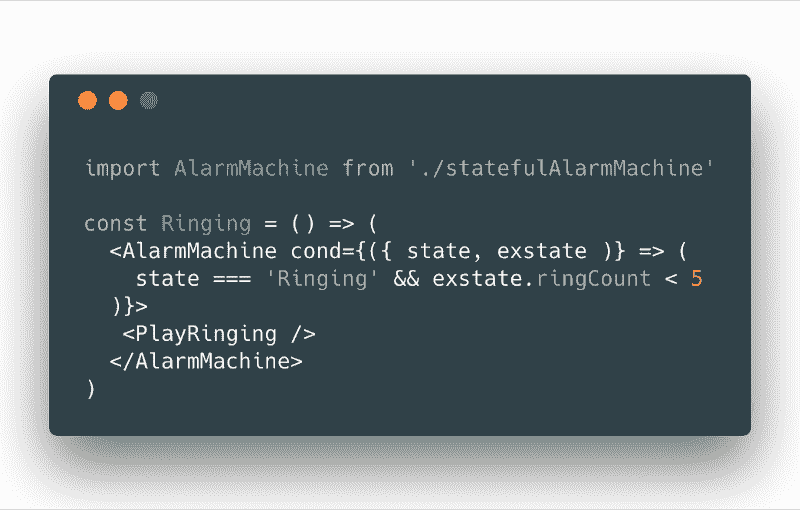 import AlarmMachine from './statefulAlarmMachine'
const Ringing = () => (
<AlarmMachine cond={({ state, exstate )} => (
state === 'Ringing' && exstate.ringCount < 5
)}>
<PlayRinging />
</AlarmMachine>
)